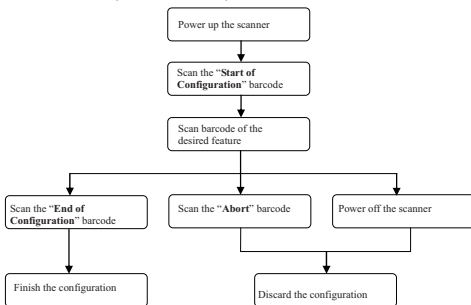 Power up the scanner
Scan the “Start of
Configuration” barcode
Scan barcode of the
desired feature
Scan the “End of
Configuration” barcode
Scan the “Abort” barcode
Power off the scanner
Finish the configuration
Discard the configuration